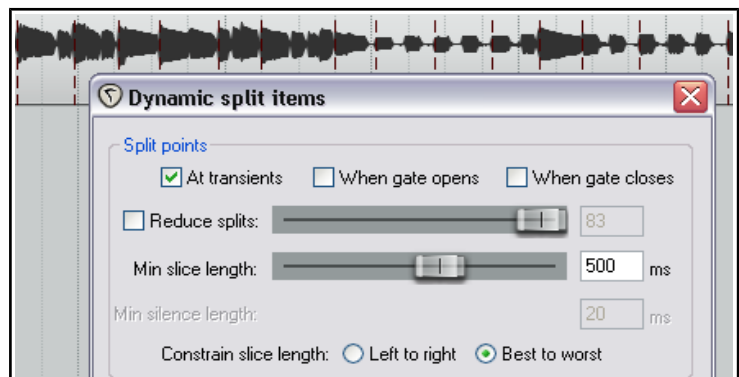 Dynamic split items
Split points
At transients When gate opens When gate closes
Reduce splits: 83
Min slice length: 500 ms
Min silence length: 20 ms
Constrain slice length: Left to right Best to worst